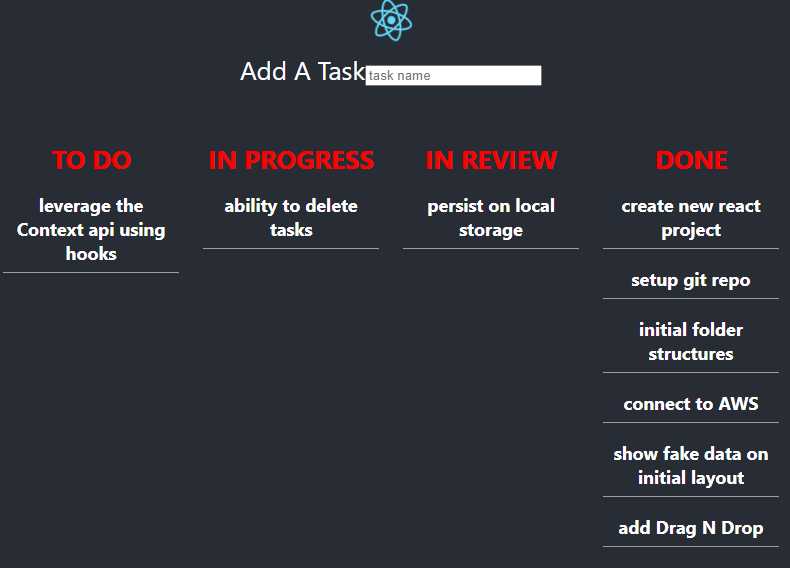 Add A Task task name
TO DO
leverage the
Context api using
hooks
IN PROGRESS
ability to delete
tasks
IN REVIEW
persist on local
storage
DONE
create new react
project
setup git repo
initial folder
structures
connect to AWS
show fake data on
initial layout
add Drag N Drop